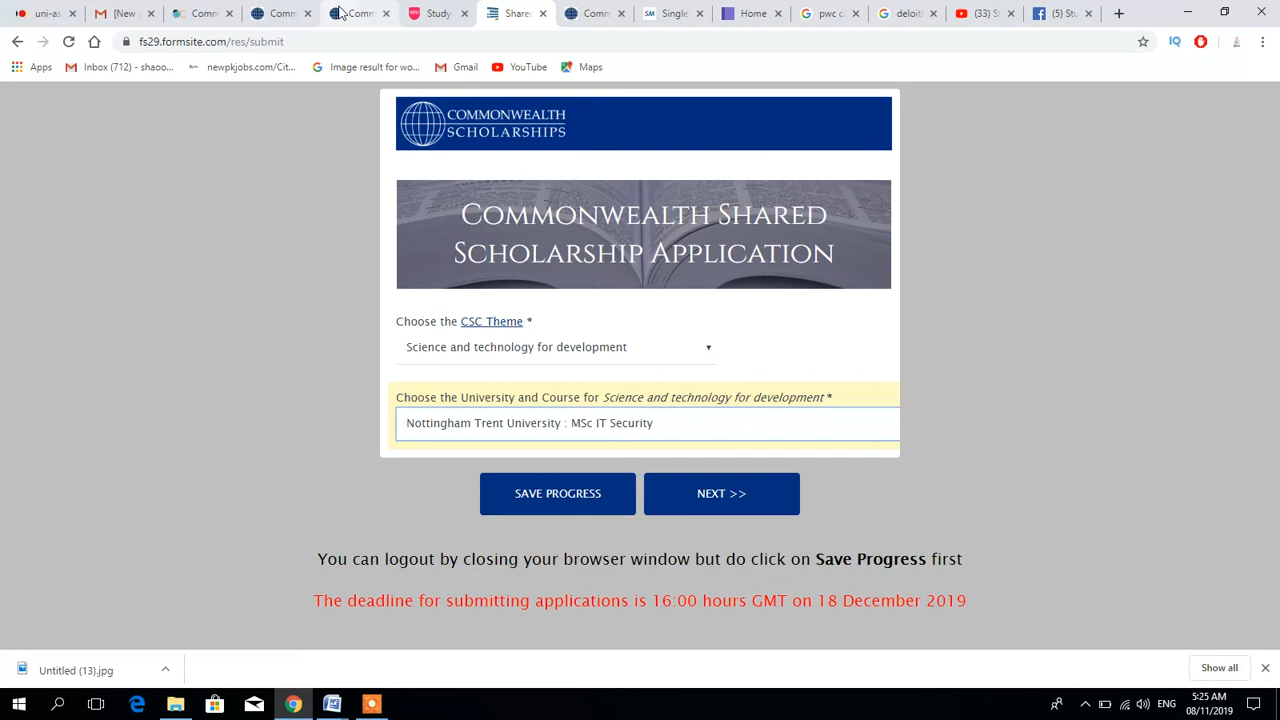 uni-as
[New
Comm
Comm
Comm
Study
Shared
Comm
Single
Home
pwc ca
deloitt
(33) St
(5) Stu
fs29.formsite.com/res/submit
Apps
Inbox (712) - shaoo...
newpkjobs.com/Cit...
Image result for wo...
Gmail
YouTube
Maps
COMMONWEALTH
SCHOLARSHIPS
COMMONWEALTH SHARED
SCHOLARSHIP APPLICATION
Choose the CSC Theme *
Science and technology for development
Choose the University and Course for Science and technology for development *
Nottingham Trent University : MSc IT Security
SAVE PROGRESS
NEXT >>
You can logout by closing your browser window but do click on Save Progress first
The deadline for submitting applications is 16:00 hours GMT on 18 December 2019
Untitled (13).jpg
Show all
ENG
5:25 AM
08/11/2019